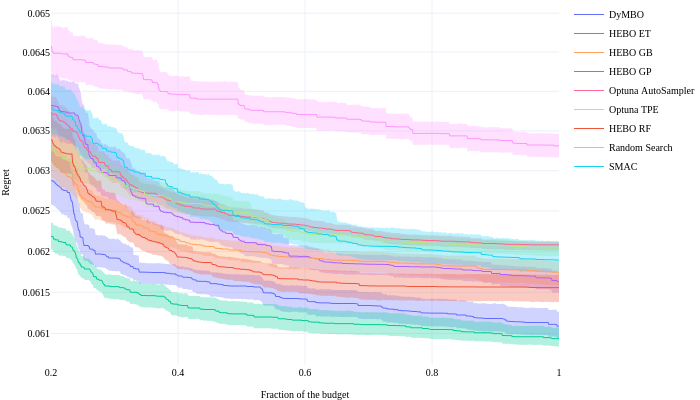 0.065
0.0645
0.064
0.0635
0.063
0.0625
0.062
0.0615
0.061
Regret
0.2
0.4
0.6
0.8
1
Fraction of the budget
DyMBO
HEBO ET
HEBO GB
HEBO GP
Optuna AutoSampler
Optuna TPE
HEBO RF
Random Search
SMAC